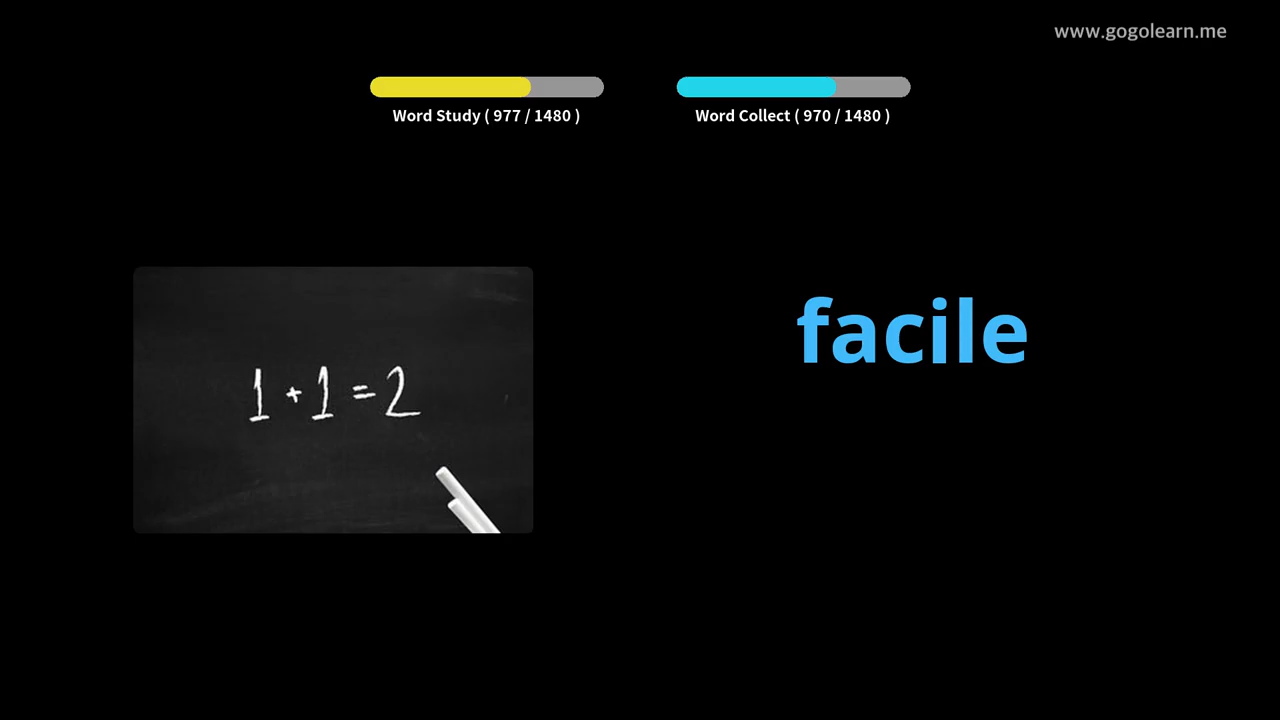 www.gogolearn.me
Word Study ( 977 / 1480 )
Word Collect ( 970 / 1480 )
1 + 1 = 2
facile